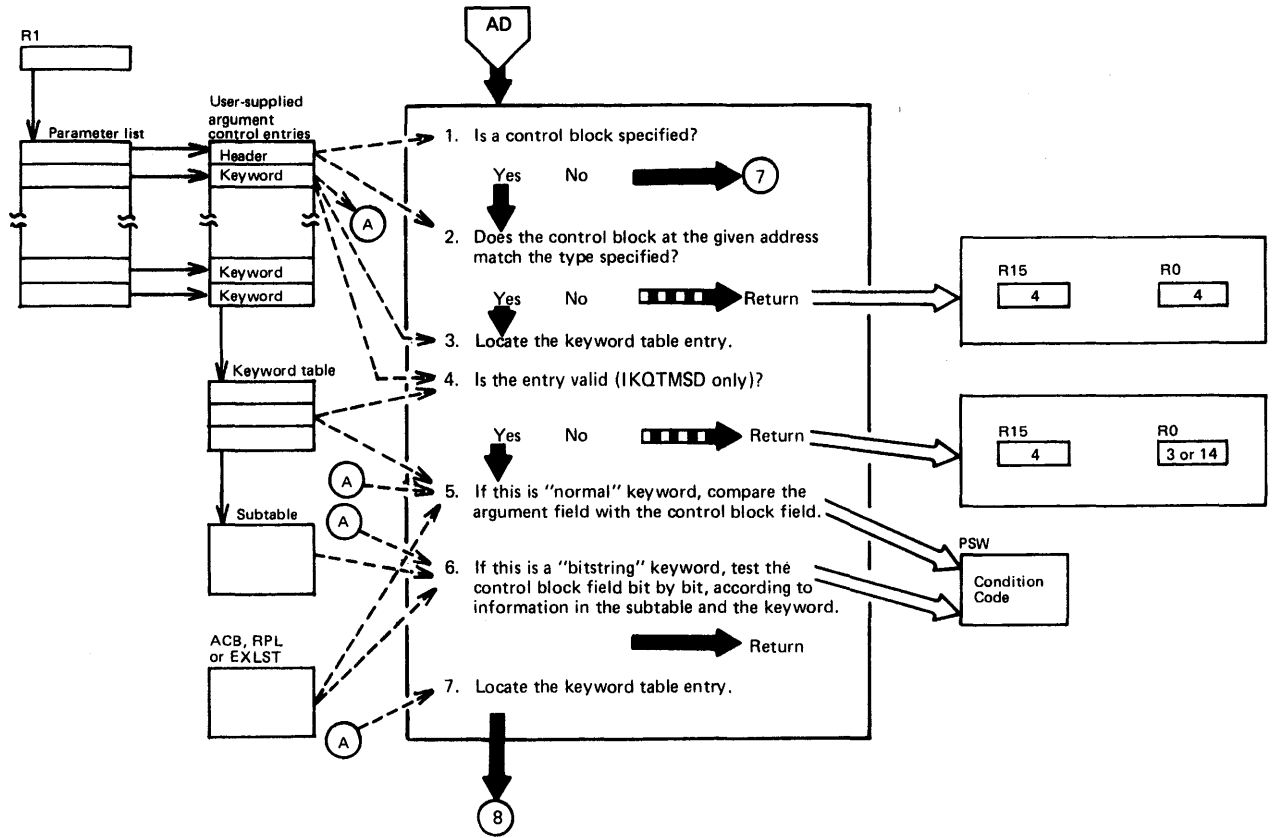 AD
R1
User-supplied
argument
control entries
Parameter list
Header
Keyword
A
Keyword
Keyword
Keyword table
A
A
Subtable
ACB, RPL
or EXLST
A
1. Is a control block specified?
Yes No 7
2. Does the control block at the given address
match the type specified?
Yes No Return
3. Locate the keyword table entry.
4. Is the entry valid (IKQTMSD only)?
Yes No Return
5. If this is "normal" keyword, compare the
argument field with the control block field.
6. If this is a "bitstring" keyword, test the
control block field bit by bit, according to
information in the subtable and the keyword.
Return
7. Locate the keyword table entry.
8
R15 R0
4 4
R15 R0
4 3 or 14
PSW
Condition
Code